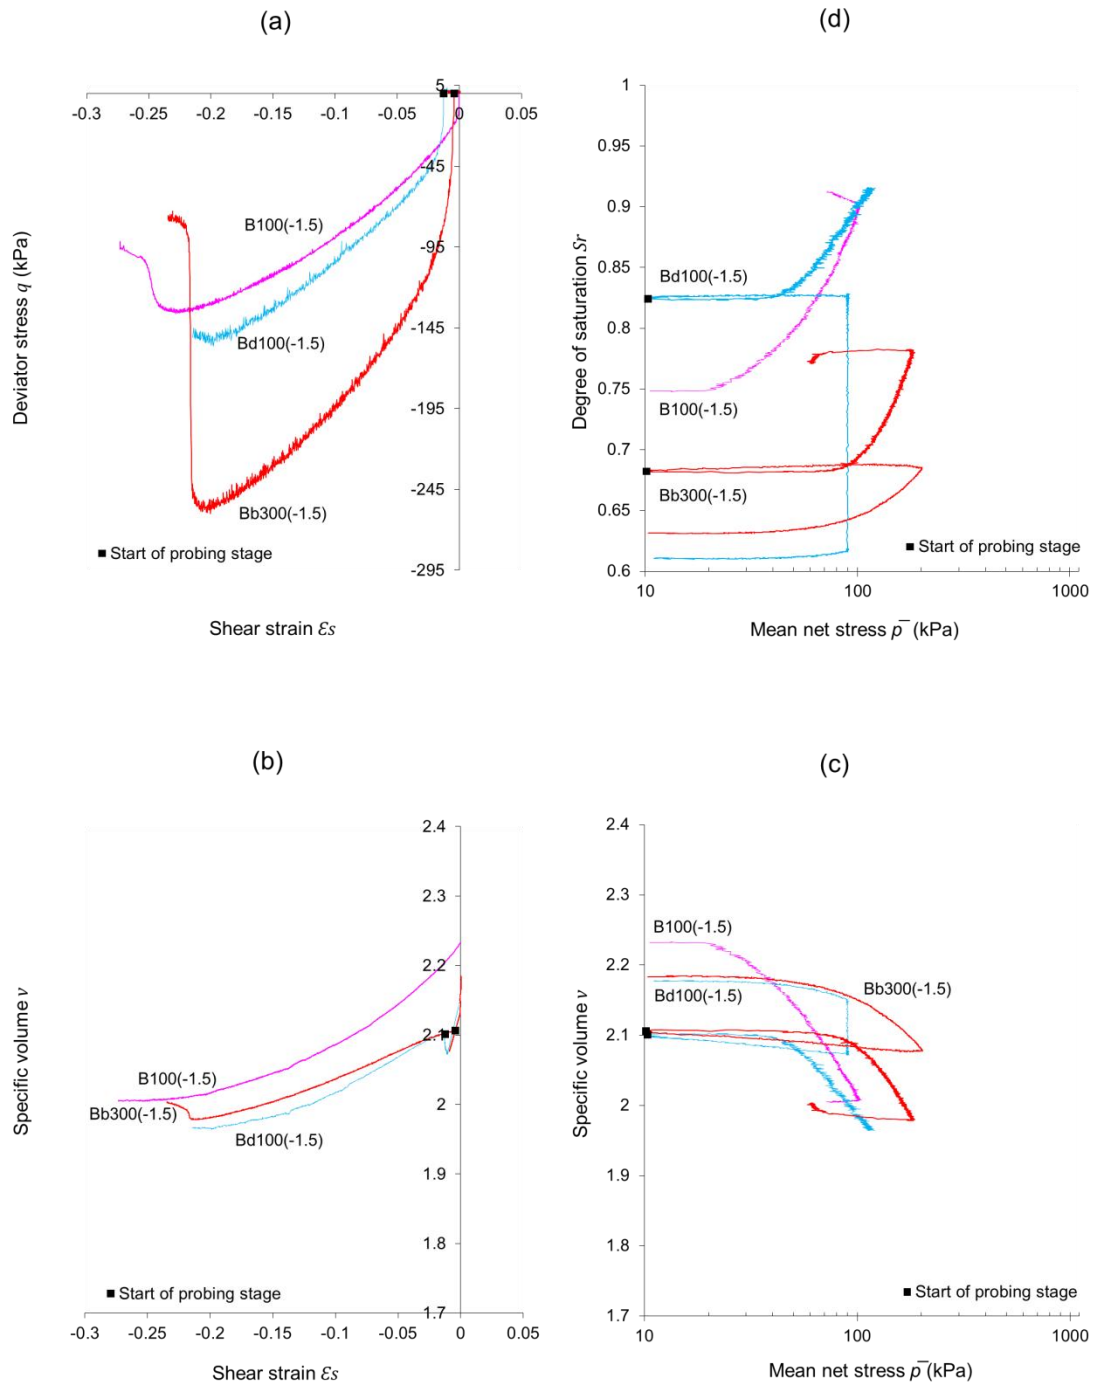 (a)
5
-0.3 -0.25 -0.2 -0.15 -0.1 -0.05 0 0.05
-45
B100(-1.5)
-95
Bd100(-1.5)
-145
-195
-245
Bb300(-1.5)
■ Start of probing stage
-295
Deviator stress q (kPa)
Shear strain Ɛs
(d)
1
0.95
0.9
0.85
Bd100(-1.5)
0.8
0.75
B100(-1.5)
0.7
0.65
Bb300(-1.5)
■ Start of probing stage
0.6
10 100 1000
Degree of saturation Sr
Mean net stress p̅ (kPa)
(b)
2.4
2.3
2.2
2.1
B100(-1.5)
2
Bb300(-1.5)
Bd100(-1.5)
1.9
1.8
■ Start of probing stage
1.7
-0.3 -0.25 -0.2 -0.15 -0.1 -0.05 0 0.05
Specific volume v
Shear strain Ɛs
(c)
2.4
2.3
B100(-1.5)
2.2
Bd100(-1.5)
Bb300(-1.5)
2.1
2
1.9
1.8
■ Start of probing stage
1.7
10 100 1000
Specific volume v
Mean net stress p̅ (kPa)